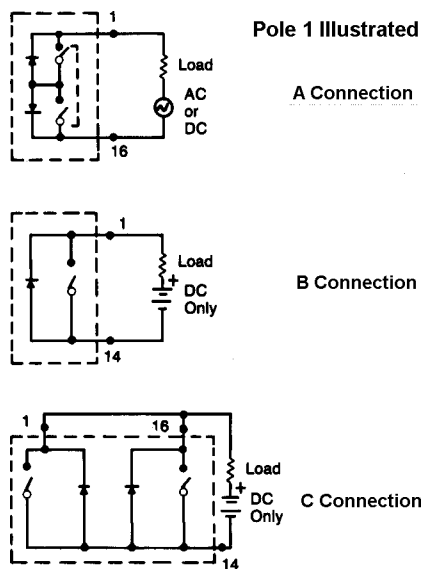 1
Pole 1 Illustrated
Load
AC
or
DC
A Connection
16
1
Load
+
DC
Only
B Connection
14
1
16
Load
+
DC
Only
C Connection
14